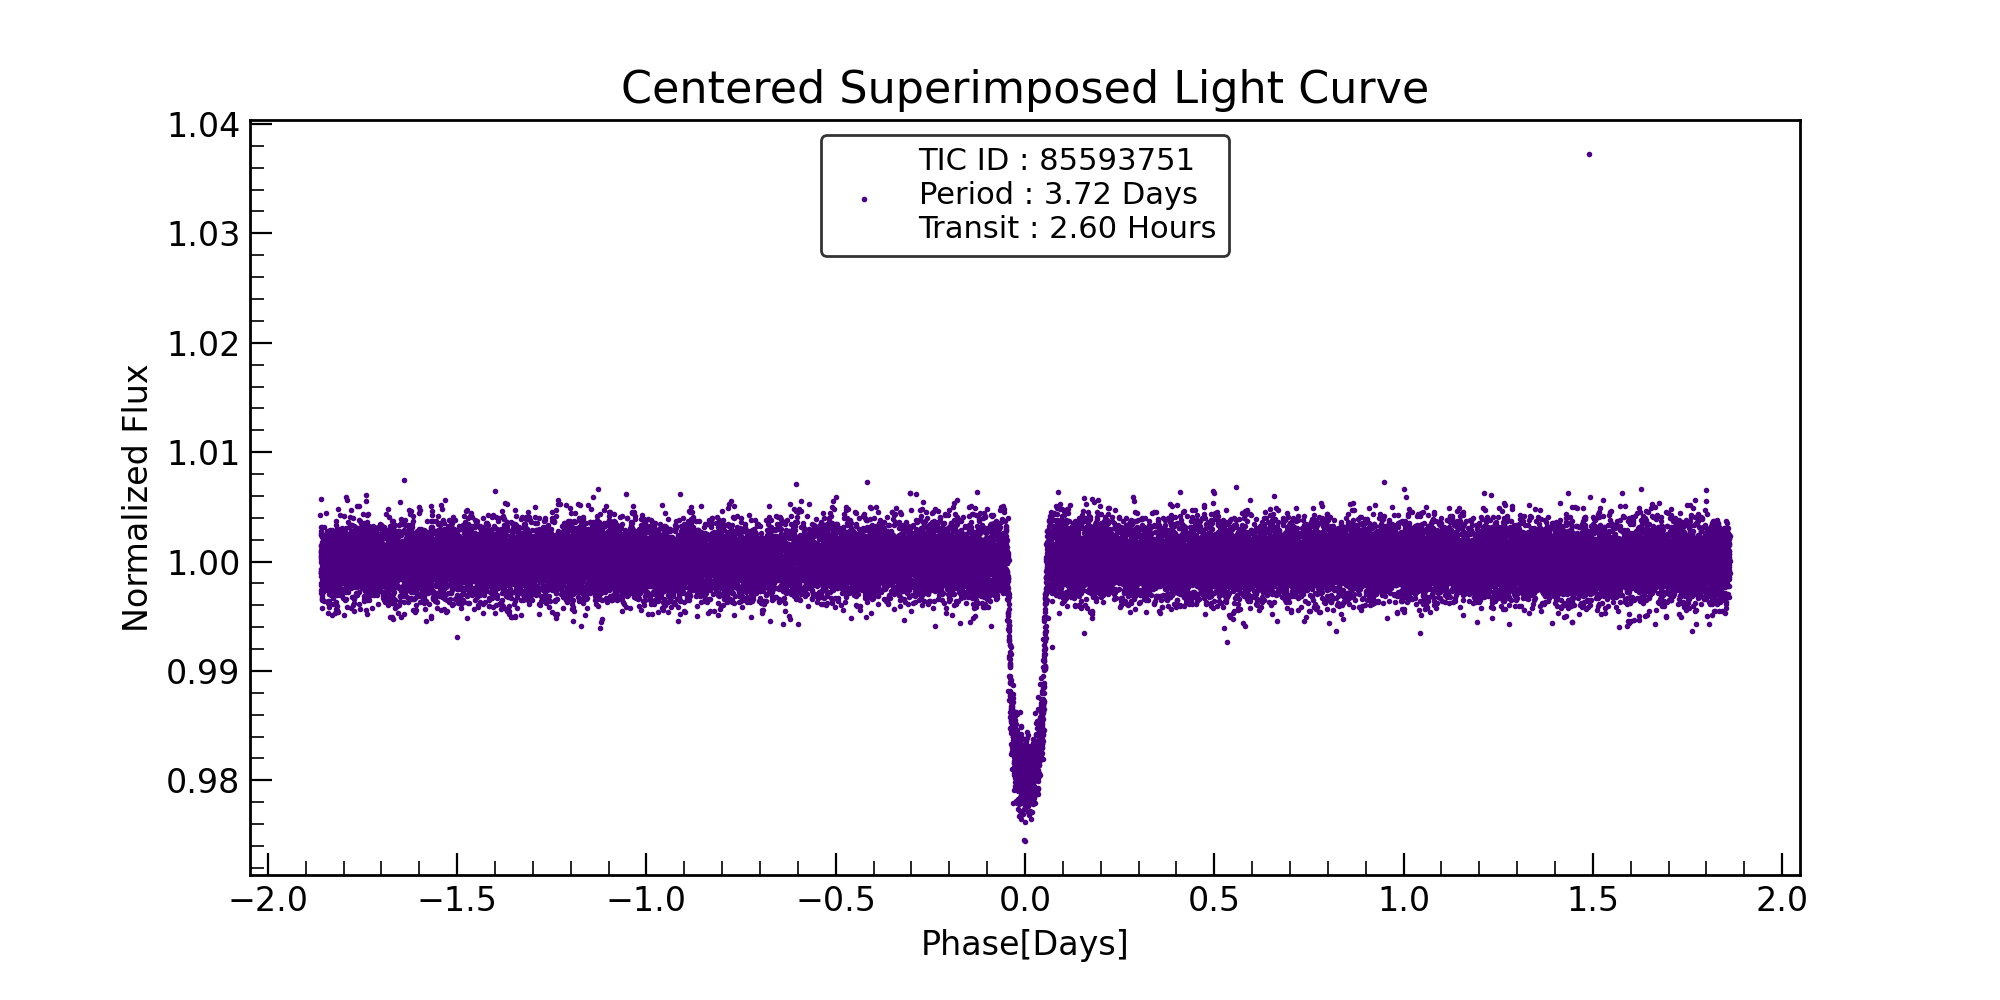 Centered Superimposed Light Curve
TIC ID : 85593751
Period : 3.72 Days
Transit : 2.60 Hours
1.04
1.03
1.02
1.01
1.00
0.99
0.98
Normalized Flux
−2.0 −1.5 −1.0 −0.5 0.0 0.5 1.0 1.5 2.0
Phase[Days]